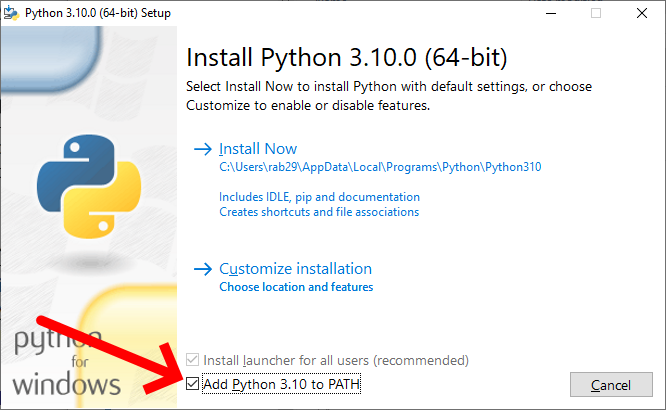 Python 3.10.0 (64-bit) Setup
Install Python 3.10.0 (64-bit)
Select Install Now to install Python with default settings, or choose
Customize to enable or disable features.
Install Now
C:\Users\rab29\AppData\Local\Programs\Python\Python310
Includes IDLE, pip and documentation
Creates shortcuts and file associations
Customize installation
Choose location and features
python
for
windows
Install launcher for all users (recommended)
Add Python 3.10 to PATH
Cancel